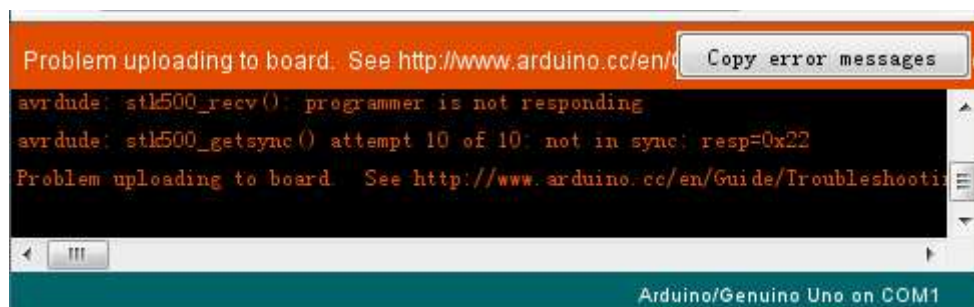 Problem uploading to board. See http://www.arduino.cc/en/
Copy error messages
avrdude: stk500_recv(): programmer is not responding
avrdude: stk500_getsync() attempt 10 of 10: not in sync: resp=0x22
Problem uploading to board. See http://www.arduino.cc/en/Guide/Troubleshooti
Arduino/Genuino Uno on COM1